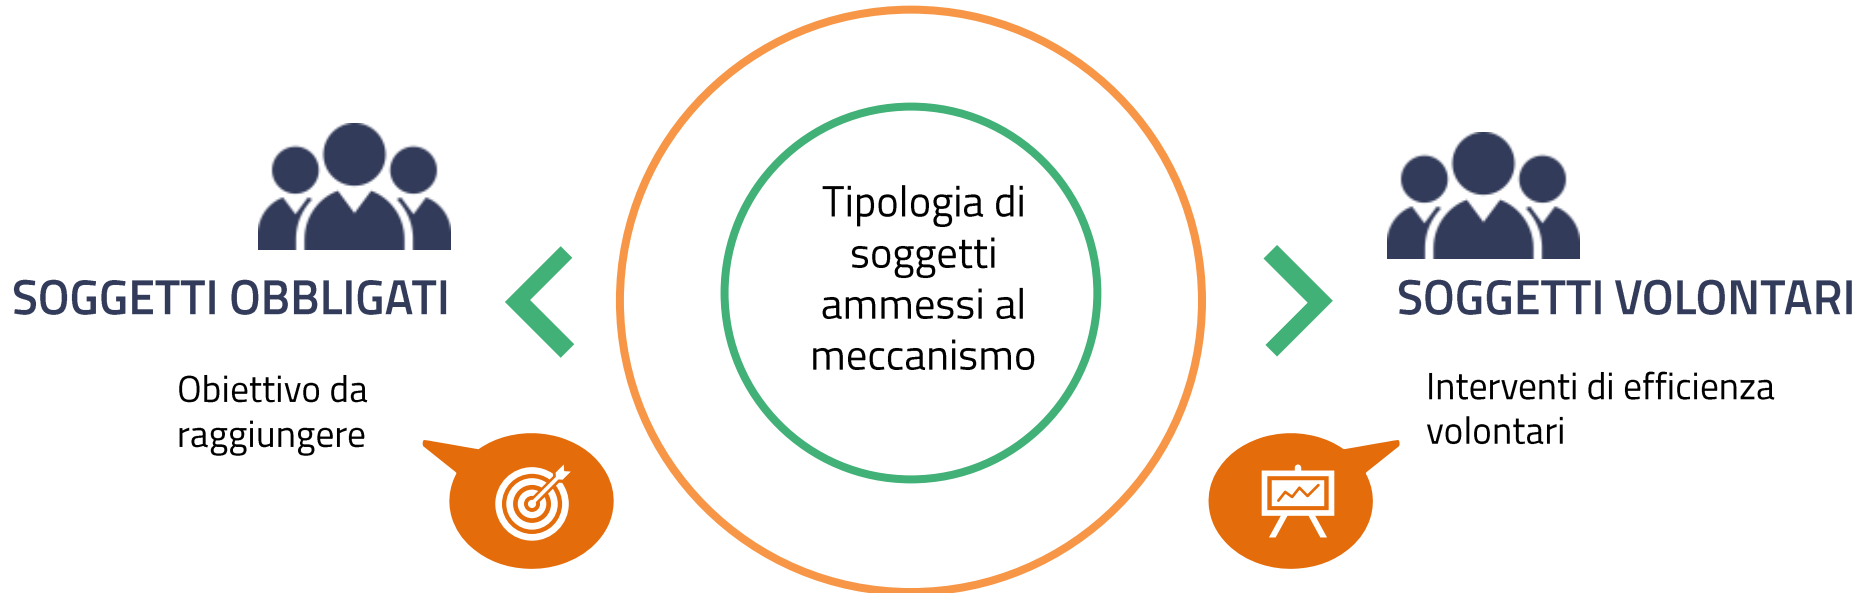 Tipologia di
soggetti
ammessi al
meccanismo
SOGGETTI OBBLIGATI
Obiettivo da
raggiungere
SOGGETTI VOLONTARI
Interventi di efficienza
volontari